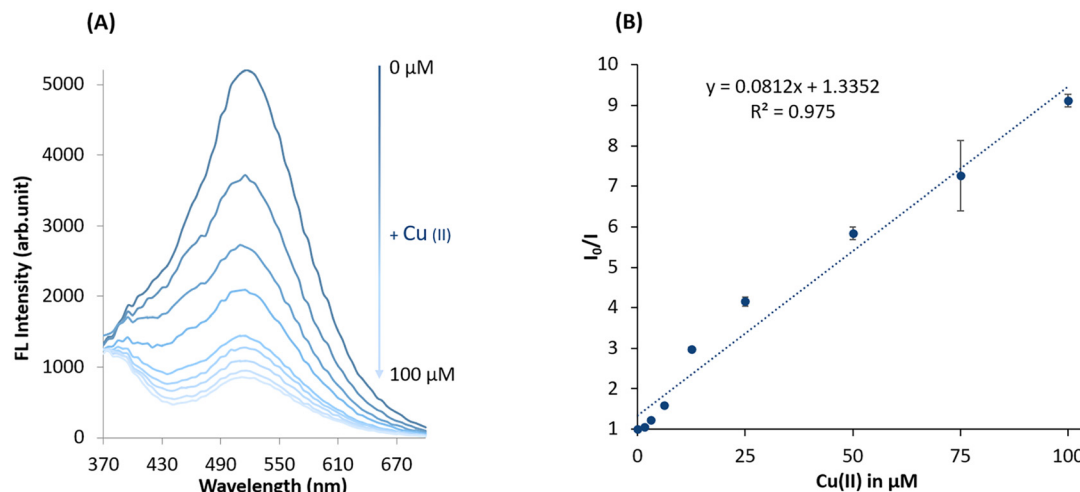 (A)
FL Intensity (arb.unit)
5000
4000
3000
2000
1000
0
370 430 490 550 610 670
Wavelength (nm)
0 µM
+ Cu (II)
100 µM
(B)
I₀/I
10
9
8
7
6
5
4
3
2
1
0 25 50 75 100
Cu(II) in µM
y = 0.0812x + 1.3352
R² = 0.975